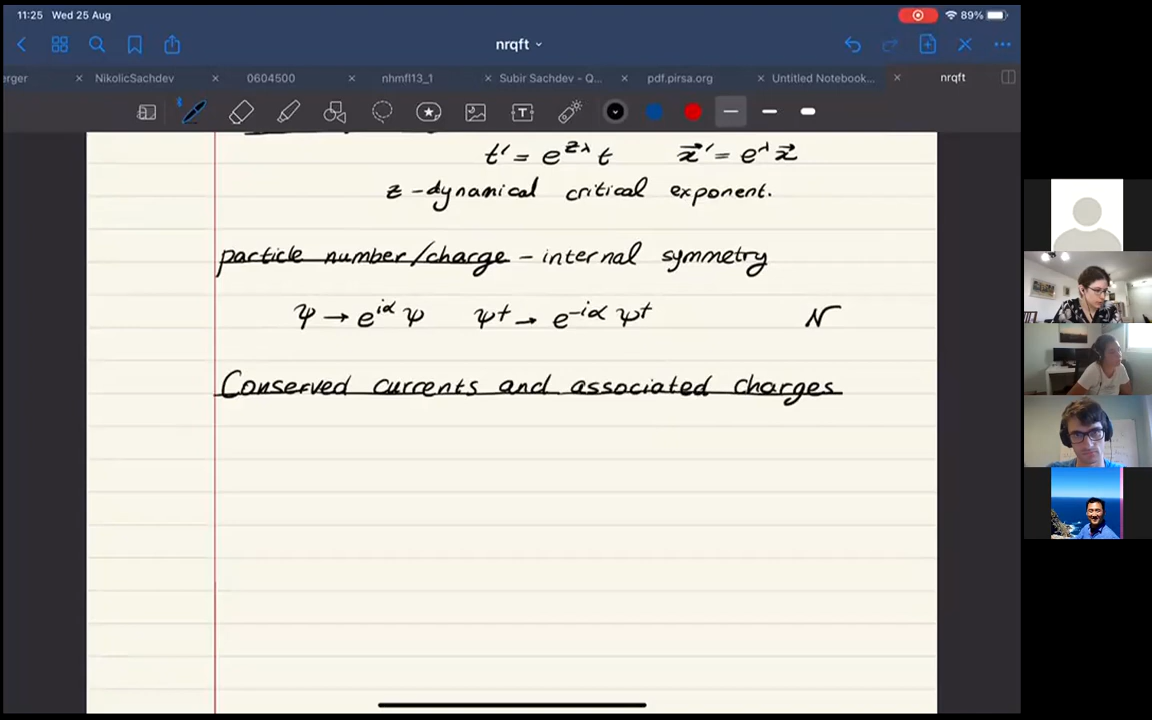 11:25 Wed 25 Aug 89%
nrqft
erger NikolicSachdev 0604500 nhmfl13_1 Subir Sachdev - Q... pdf.pirsa.org Untitled Notebook... nrqft
t' = e^{zλ} t x⃗' = e^λ x⃗
z - dynamical critical exponent.
particle number/charge - internal symmetry
ψ → e^{iα} ψ ψ† → e^{-iα} ψ† N
Conserved currents and associated charges